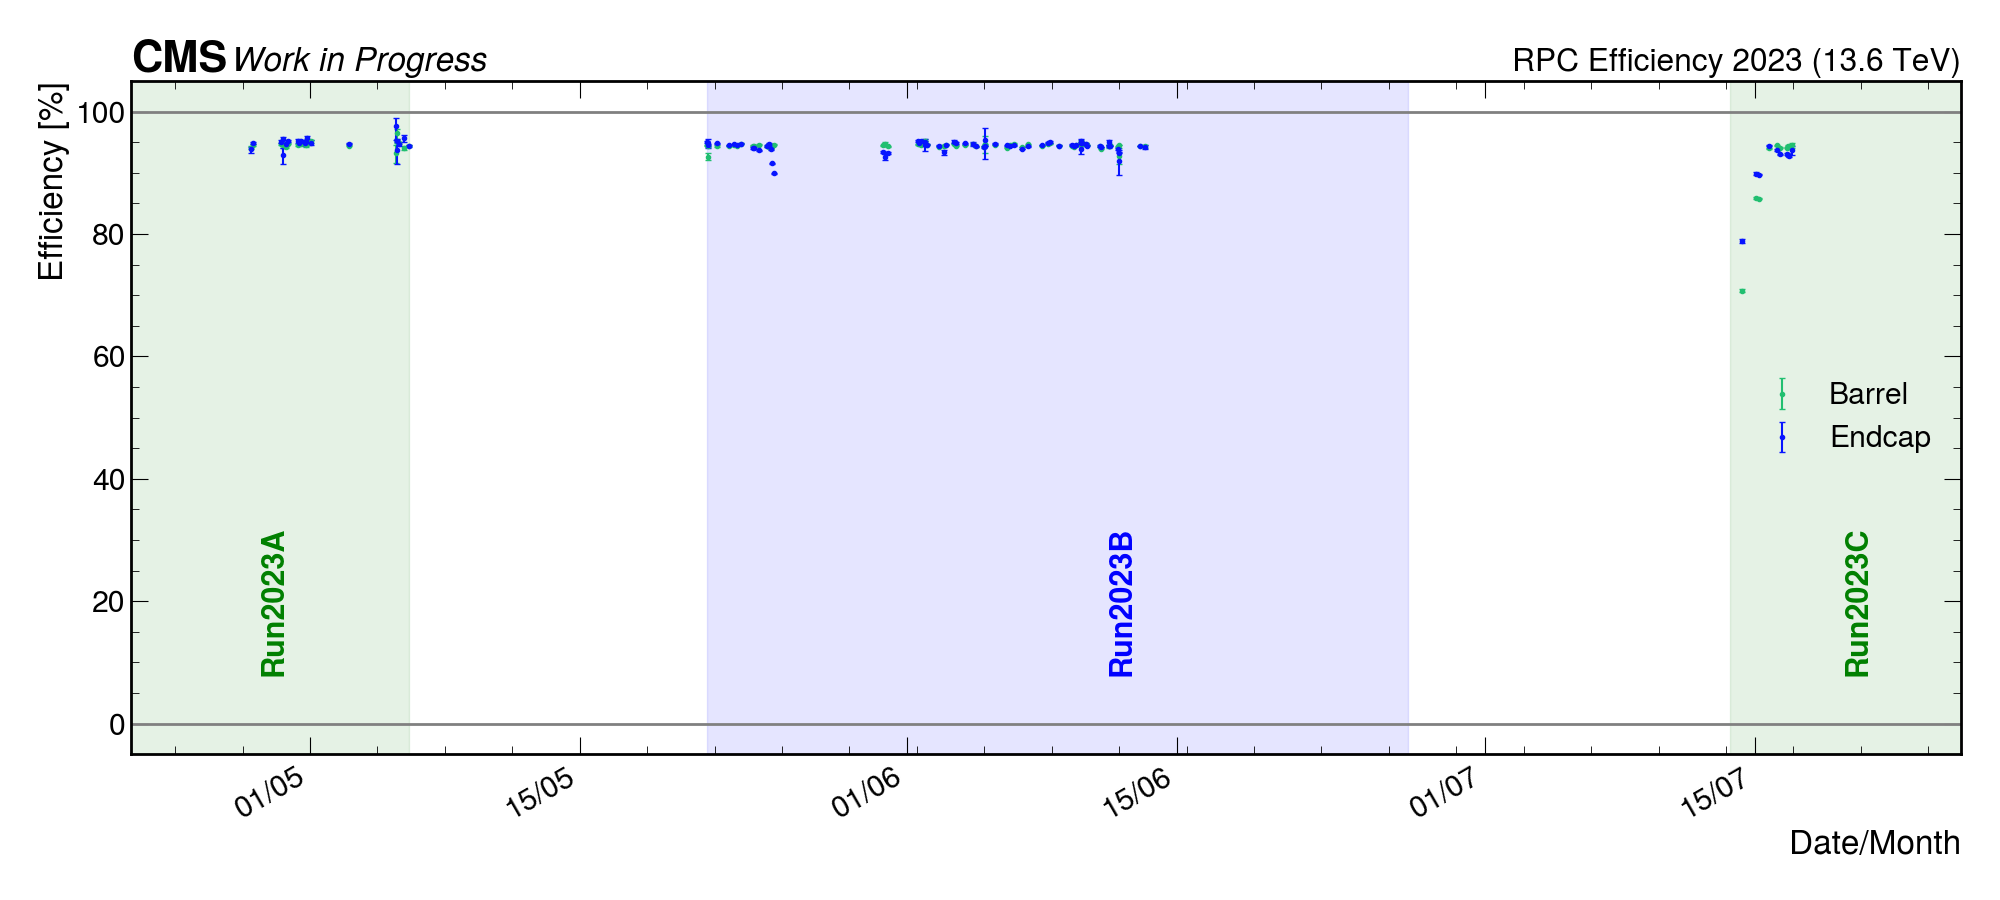 CMS Work in Progress
RPC Efficiency 2023 (13.6 TeV)
Efficiency [%]
100
80
60
40
20
0
Barrel
Endcap
Run2023A
Run2023B
Run2023C
01/05
15/05
01/06
15/06
01/07
15/07
Date/Month